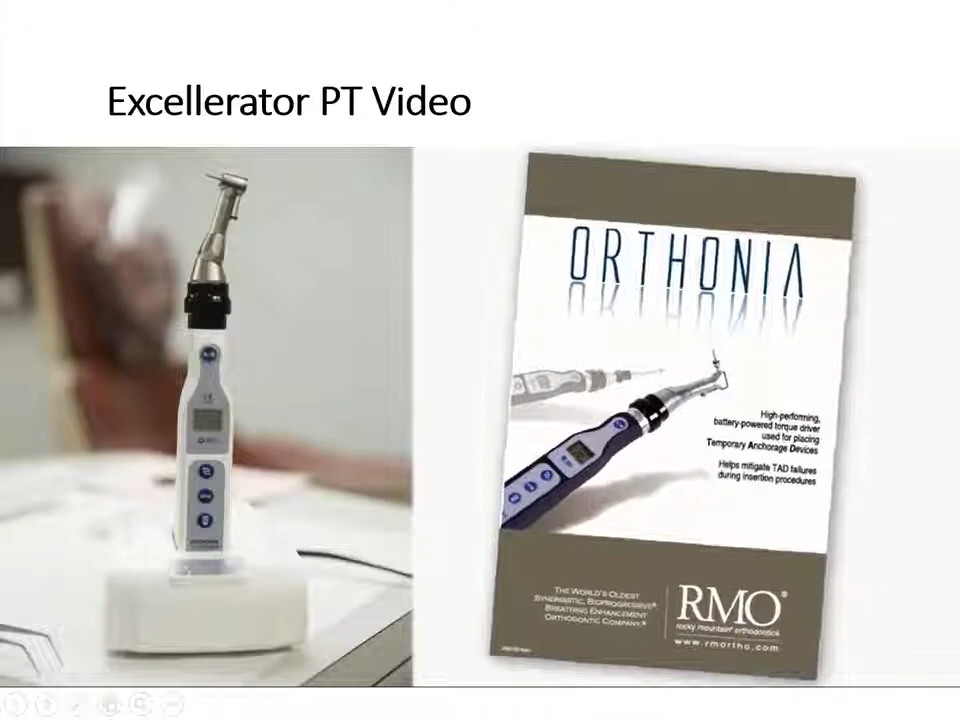 Excellerator PT Video
ORTHONIA
High-performing,
battery-powered torque driver
used for placing
Temporary Anchorage Devices
Helps mitigate TAD failures
during insertion procedures
THE WORLD'S OLDEST
SYNERGISTIC, BIOPROGRESSIVE®
BREATHING ENHANCEMENT
ORTHODONTIC COMPANY.®
RMO®
rocky mountain® orthodontics
www.rmortho.com